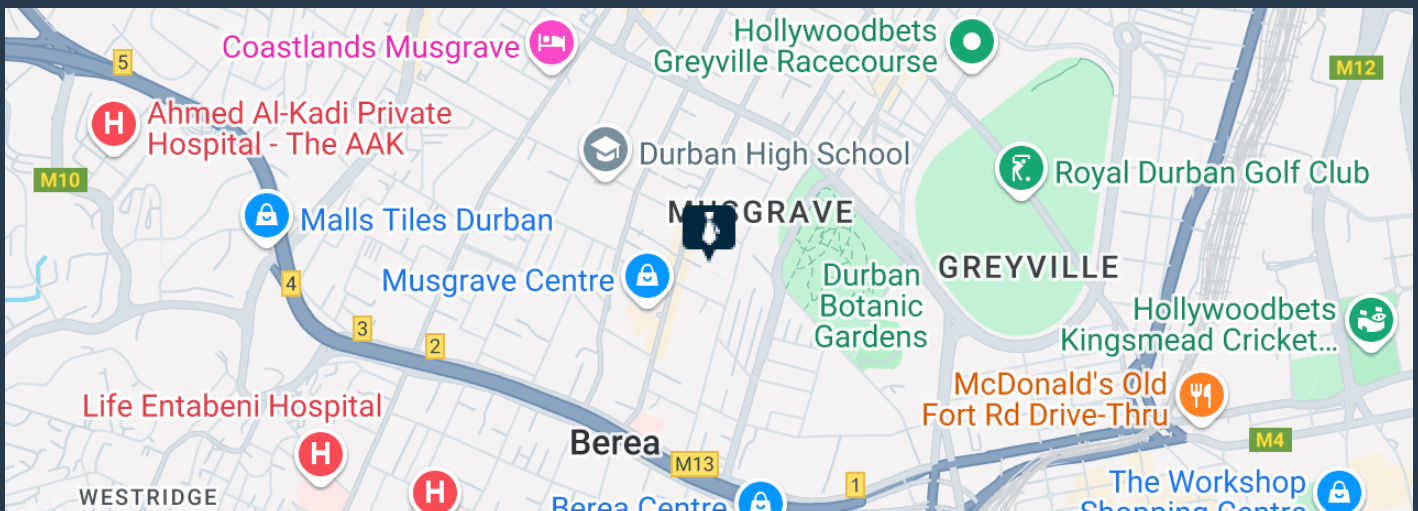 Hollywoodbets
Greyville Racecourse
Coastlands Musgrave
5
M12
Ahmed Al-Kadi Private
Hospital - The AAK
H
Durban High School
Royal Durban Golf Club
M10
Malls Tiles Durban
MUSGRAVE
Musgrave Centre
Durban
Botanic
Gardens
GREYVILLE
4
3
2
Hollywoodbets
Kingsmead Cricket...
McDonald's Old
Fort Rd Drive-Thru
Life Entabeni Hospital
H
Berea
M13
M4
1
WESTRIDGE
H
Berea Centre
The Workshop
Shopping Centre